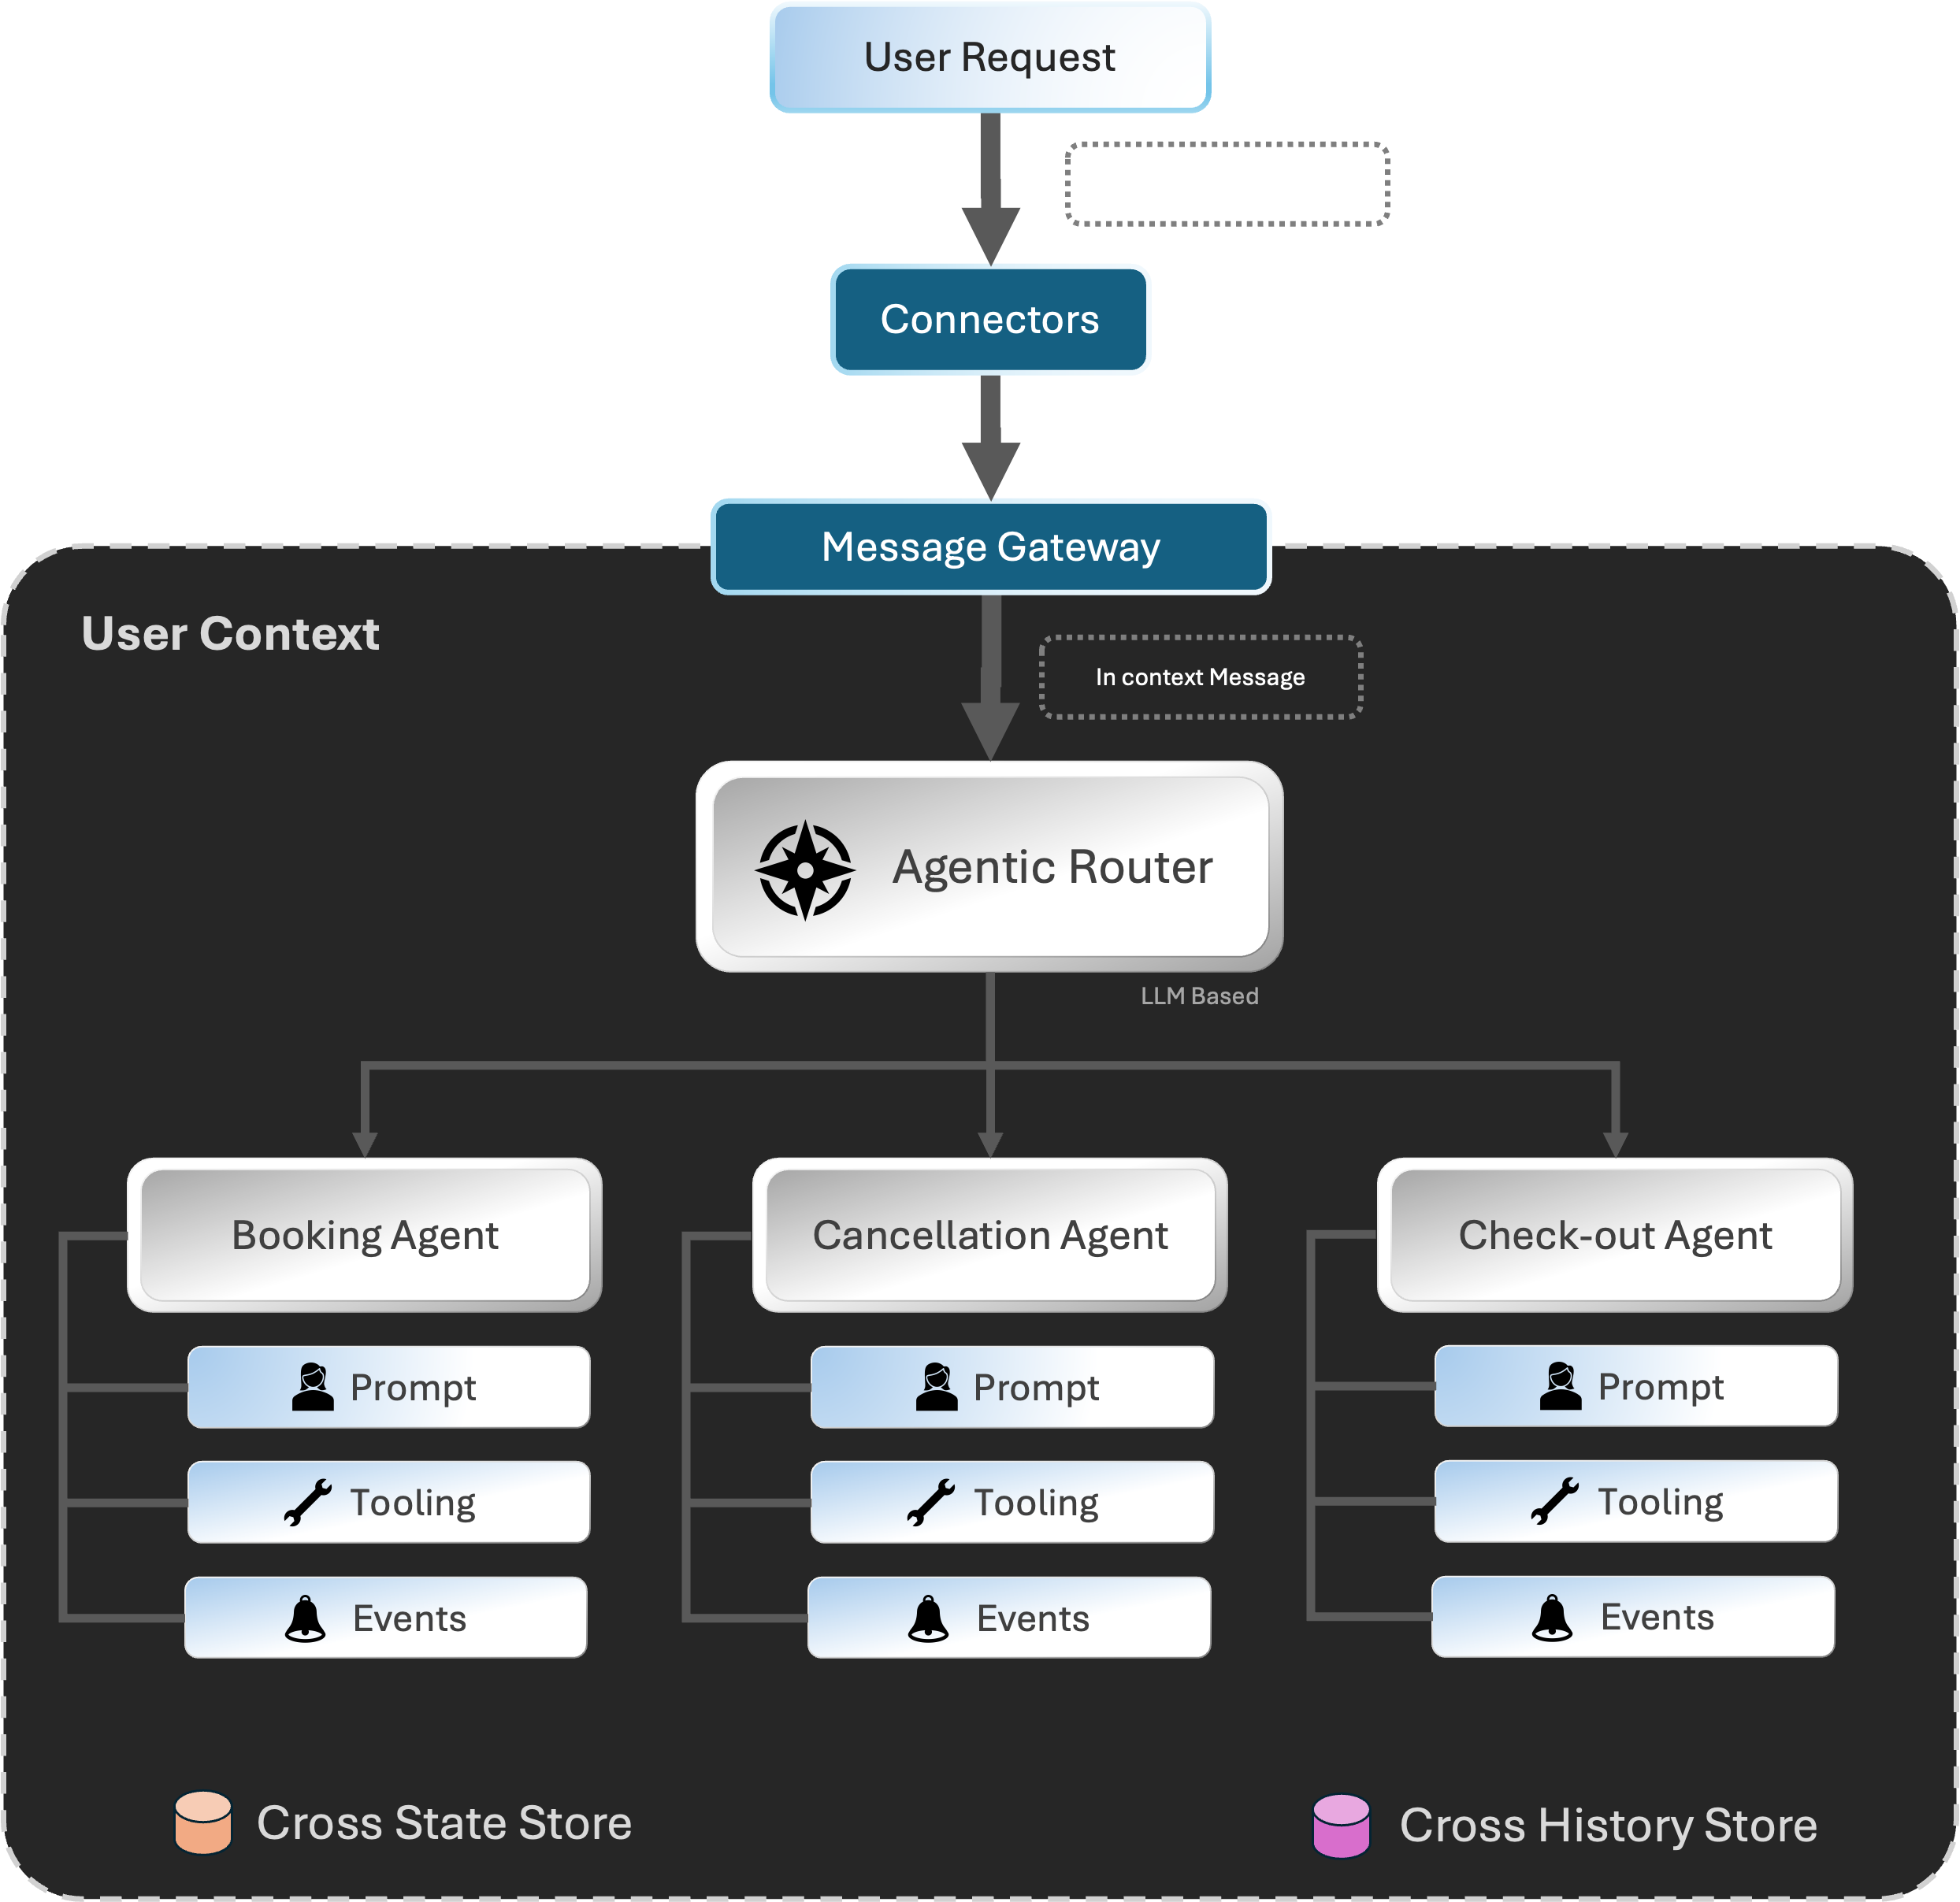 User Request
Connectors
Message Gateway
User Context
In context Message
Agentic Router
LLM Based
Booking Agent
Cancellation Agent
Check-out Agent
Prompt
Prompt
Prompt
Tooling
Tooling
Tooling
Events
Events
Events
Cross State Store
Cross History Store